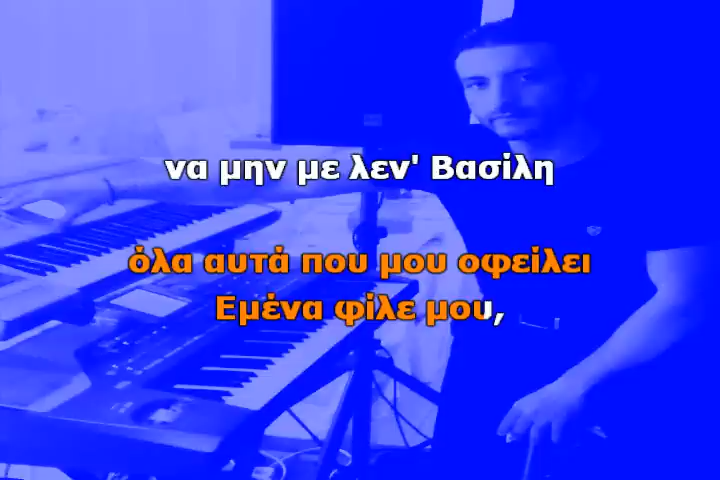 να μην με λεν' Βασίλη
όλα αυτά που μου οφείλει
Εμένα φίλε μου,